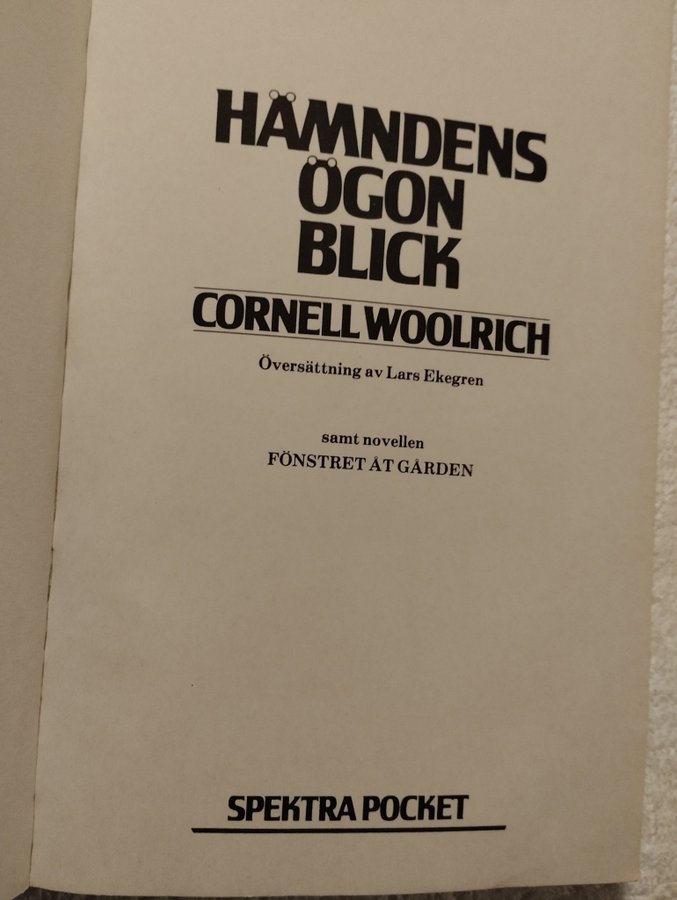 HÄMNDENS
ÖGON
BLICK
CORNELL WOOLRICH
Översättning av Lars Ekegren
samt novellen
FÖNSTRET ÅT GÅRDEN
SPEKTRA POCKET